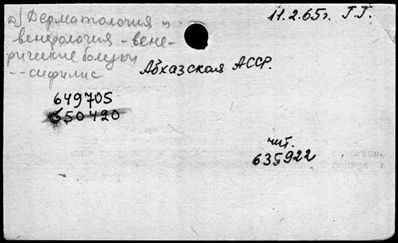 д) Дерматология и
венерология - вене-
рические болезни
-- сифилис
11.2.65г. Г.Г.
Абхазская АССР.
649705
650420
чит.
635922